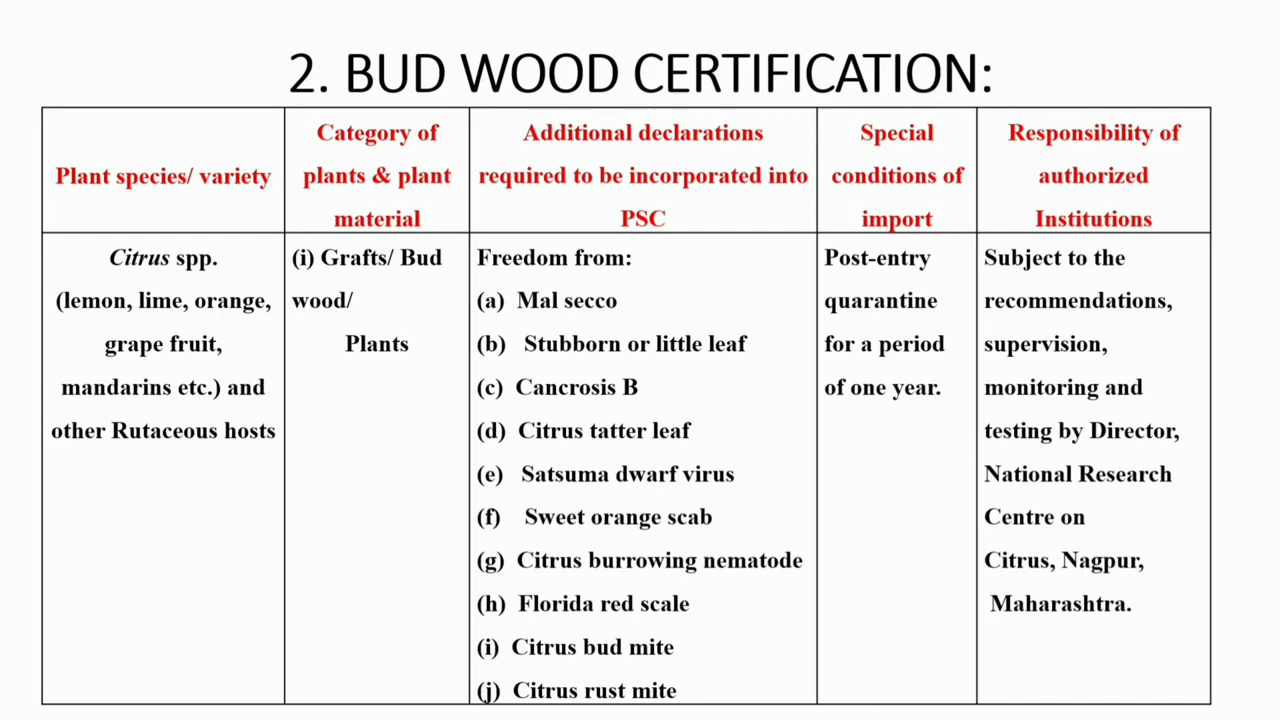 2. BUD WOOD CERTIFICATION:
Plant species/ variety
Category of
plants & plant
material
Additional declarations
required to be incorporated into
PSC
Special
conditions of
import
Responsibility of
authorized
Institutions
Citrus spp.
(lemon, lime, orange,
grape fruit,
mandarins etc.) and
other Rutaceous hosts
(i) Grafts/ Bud
wood/
Plants
Freedom from:
(a) Mal secco
(b) Stubborn or little leaf
(c) Cancrosis B
(d) Citrus tatter leaf
(e) Satsuma dwarf virus
(f) Sweet orange scab
(g) Citrus burrowing nematode
(h) Florida red scale
(i) Citrus bud mite
(j) Citrus rust mite
Post-entry
quarantine
for a period
of one year.
Subject to the
recommendations,
supervision,
monitoring and
testing by Director,
National Research
Centre on
Citrus, Nagpur,
Maharashtra.